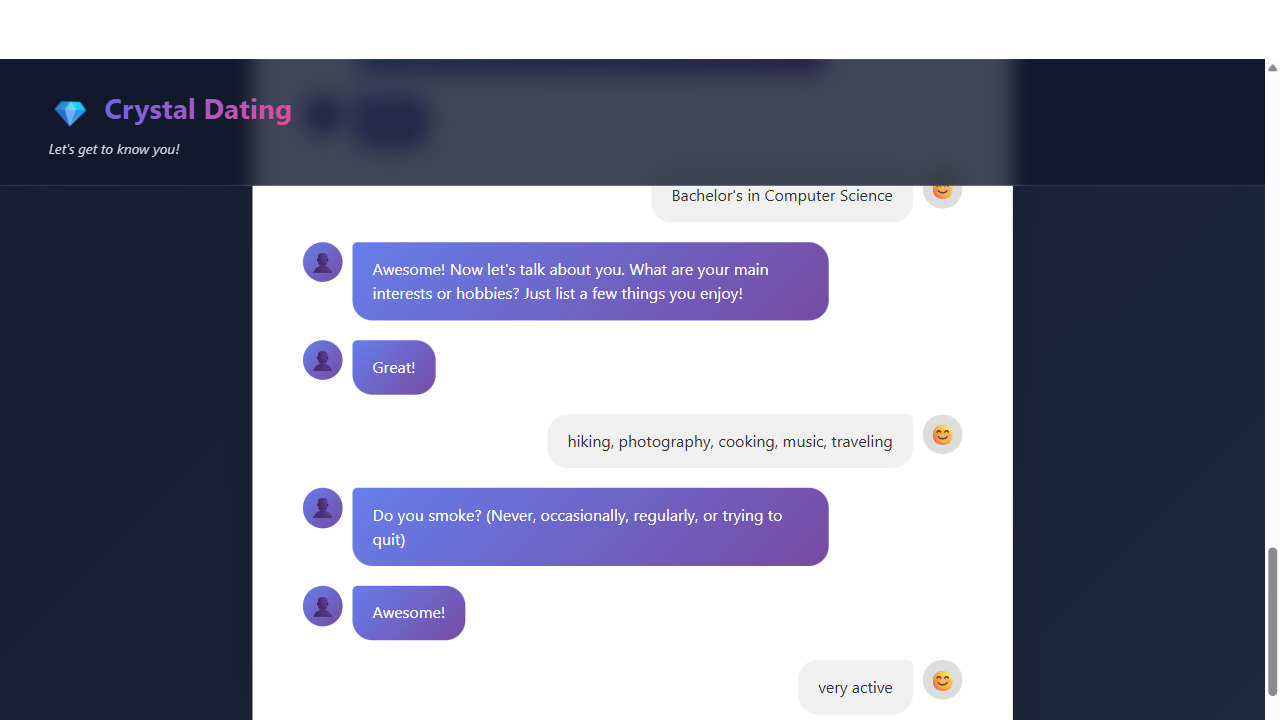 Crystal Dating
Let's get to know you!
Bachelor's in Computer Science
Awesome! Now let's talk about you. What are your main
interests or hobbies? Just list a few things you enjoy!
Great!
hiking, photography, cooking, music, traveling
Do you smoke? (Never, occasionally, regularly, or trying to
quit)
Awesome!
very active